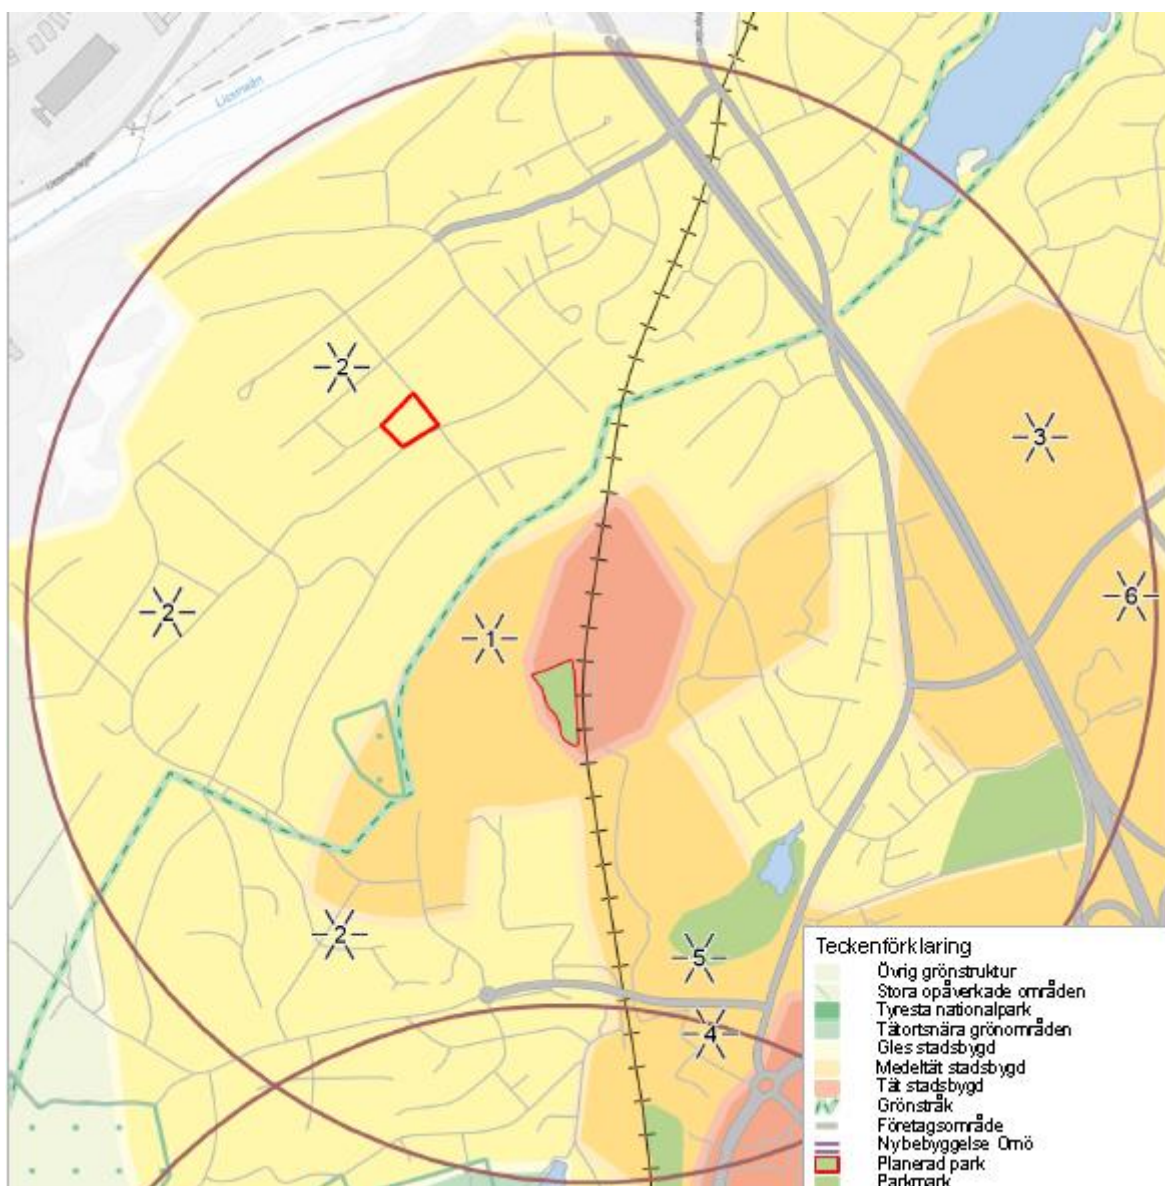 2
3
2
6
1
2
5
4
Teckenförklaring
Övrig grönstruktur
Stora opåverkade områden
Tyresta nationalpark
Tätortsnära grönområden
Gles stadsbygd
Medeltät stadsbygd
Tät stadsbygd
Grönstråk
Företagsområde
Nybebyggelse Ornö
Planerad park
Parkmark